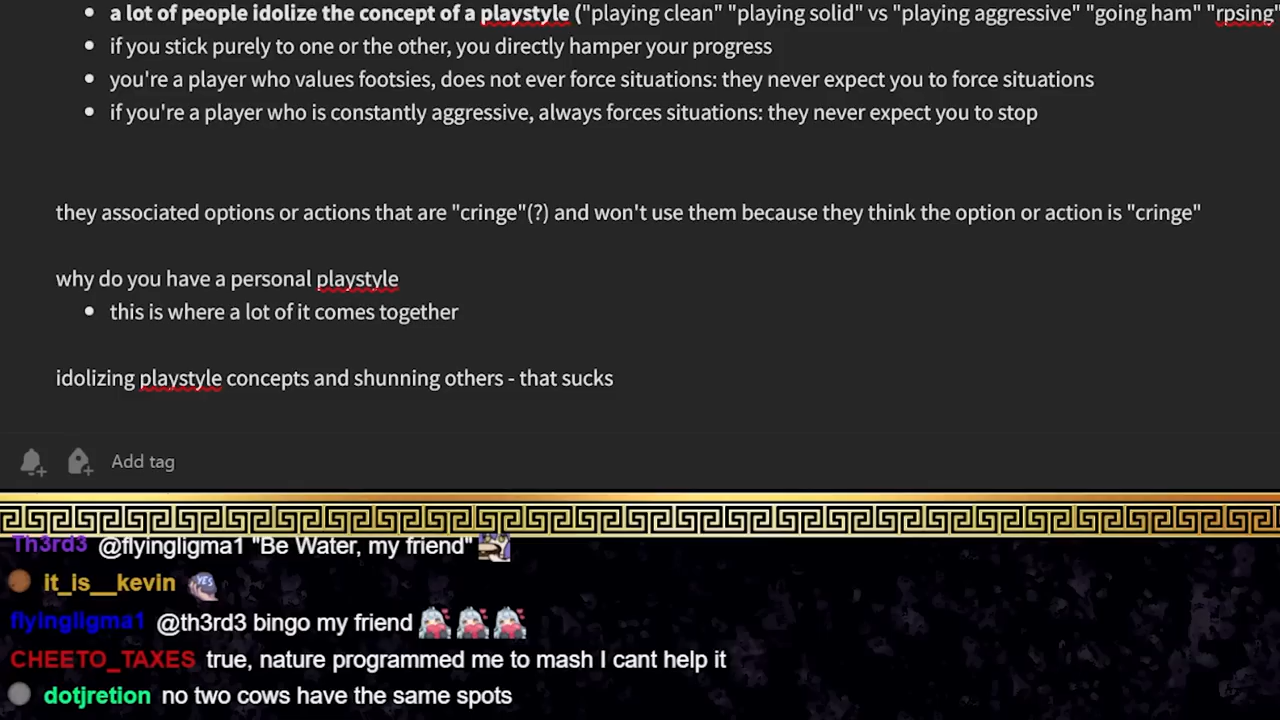 a lot of people idolize the concept of a playstyle ("playing clean" "playing solid" vs "playing aggressive" "going ham" "rpsing"
if you stick purely to one or the other, you directly hamper your progress
you're a player who values footsies, does not ever force situations: they never expect you to force situations
if you're a player who is constantly aggressive, always forces situations: they never expect you to stop
they associated options or actions that are "cringe"(?) and won't use them because they think the option or action is "cringe"
why do you have a personal playstyle
this is where a lot of it comes together
idolizing playstyle concepts and shunning others - that sucks
Add tag
Th3rd3 @flyingligma1 "Be Water, my friend"
it_is__kevin YES
flyingligma1 @th3rd3 bingo my friend
CHEETO_TAXES true, nature programmed me to mash I cant help it
dotjretion no two cows have the same spots